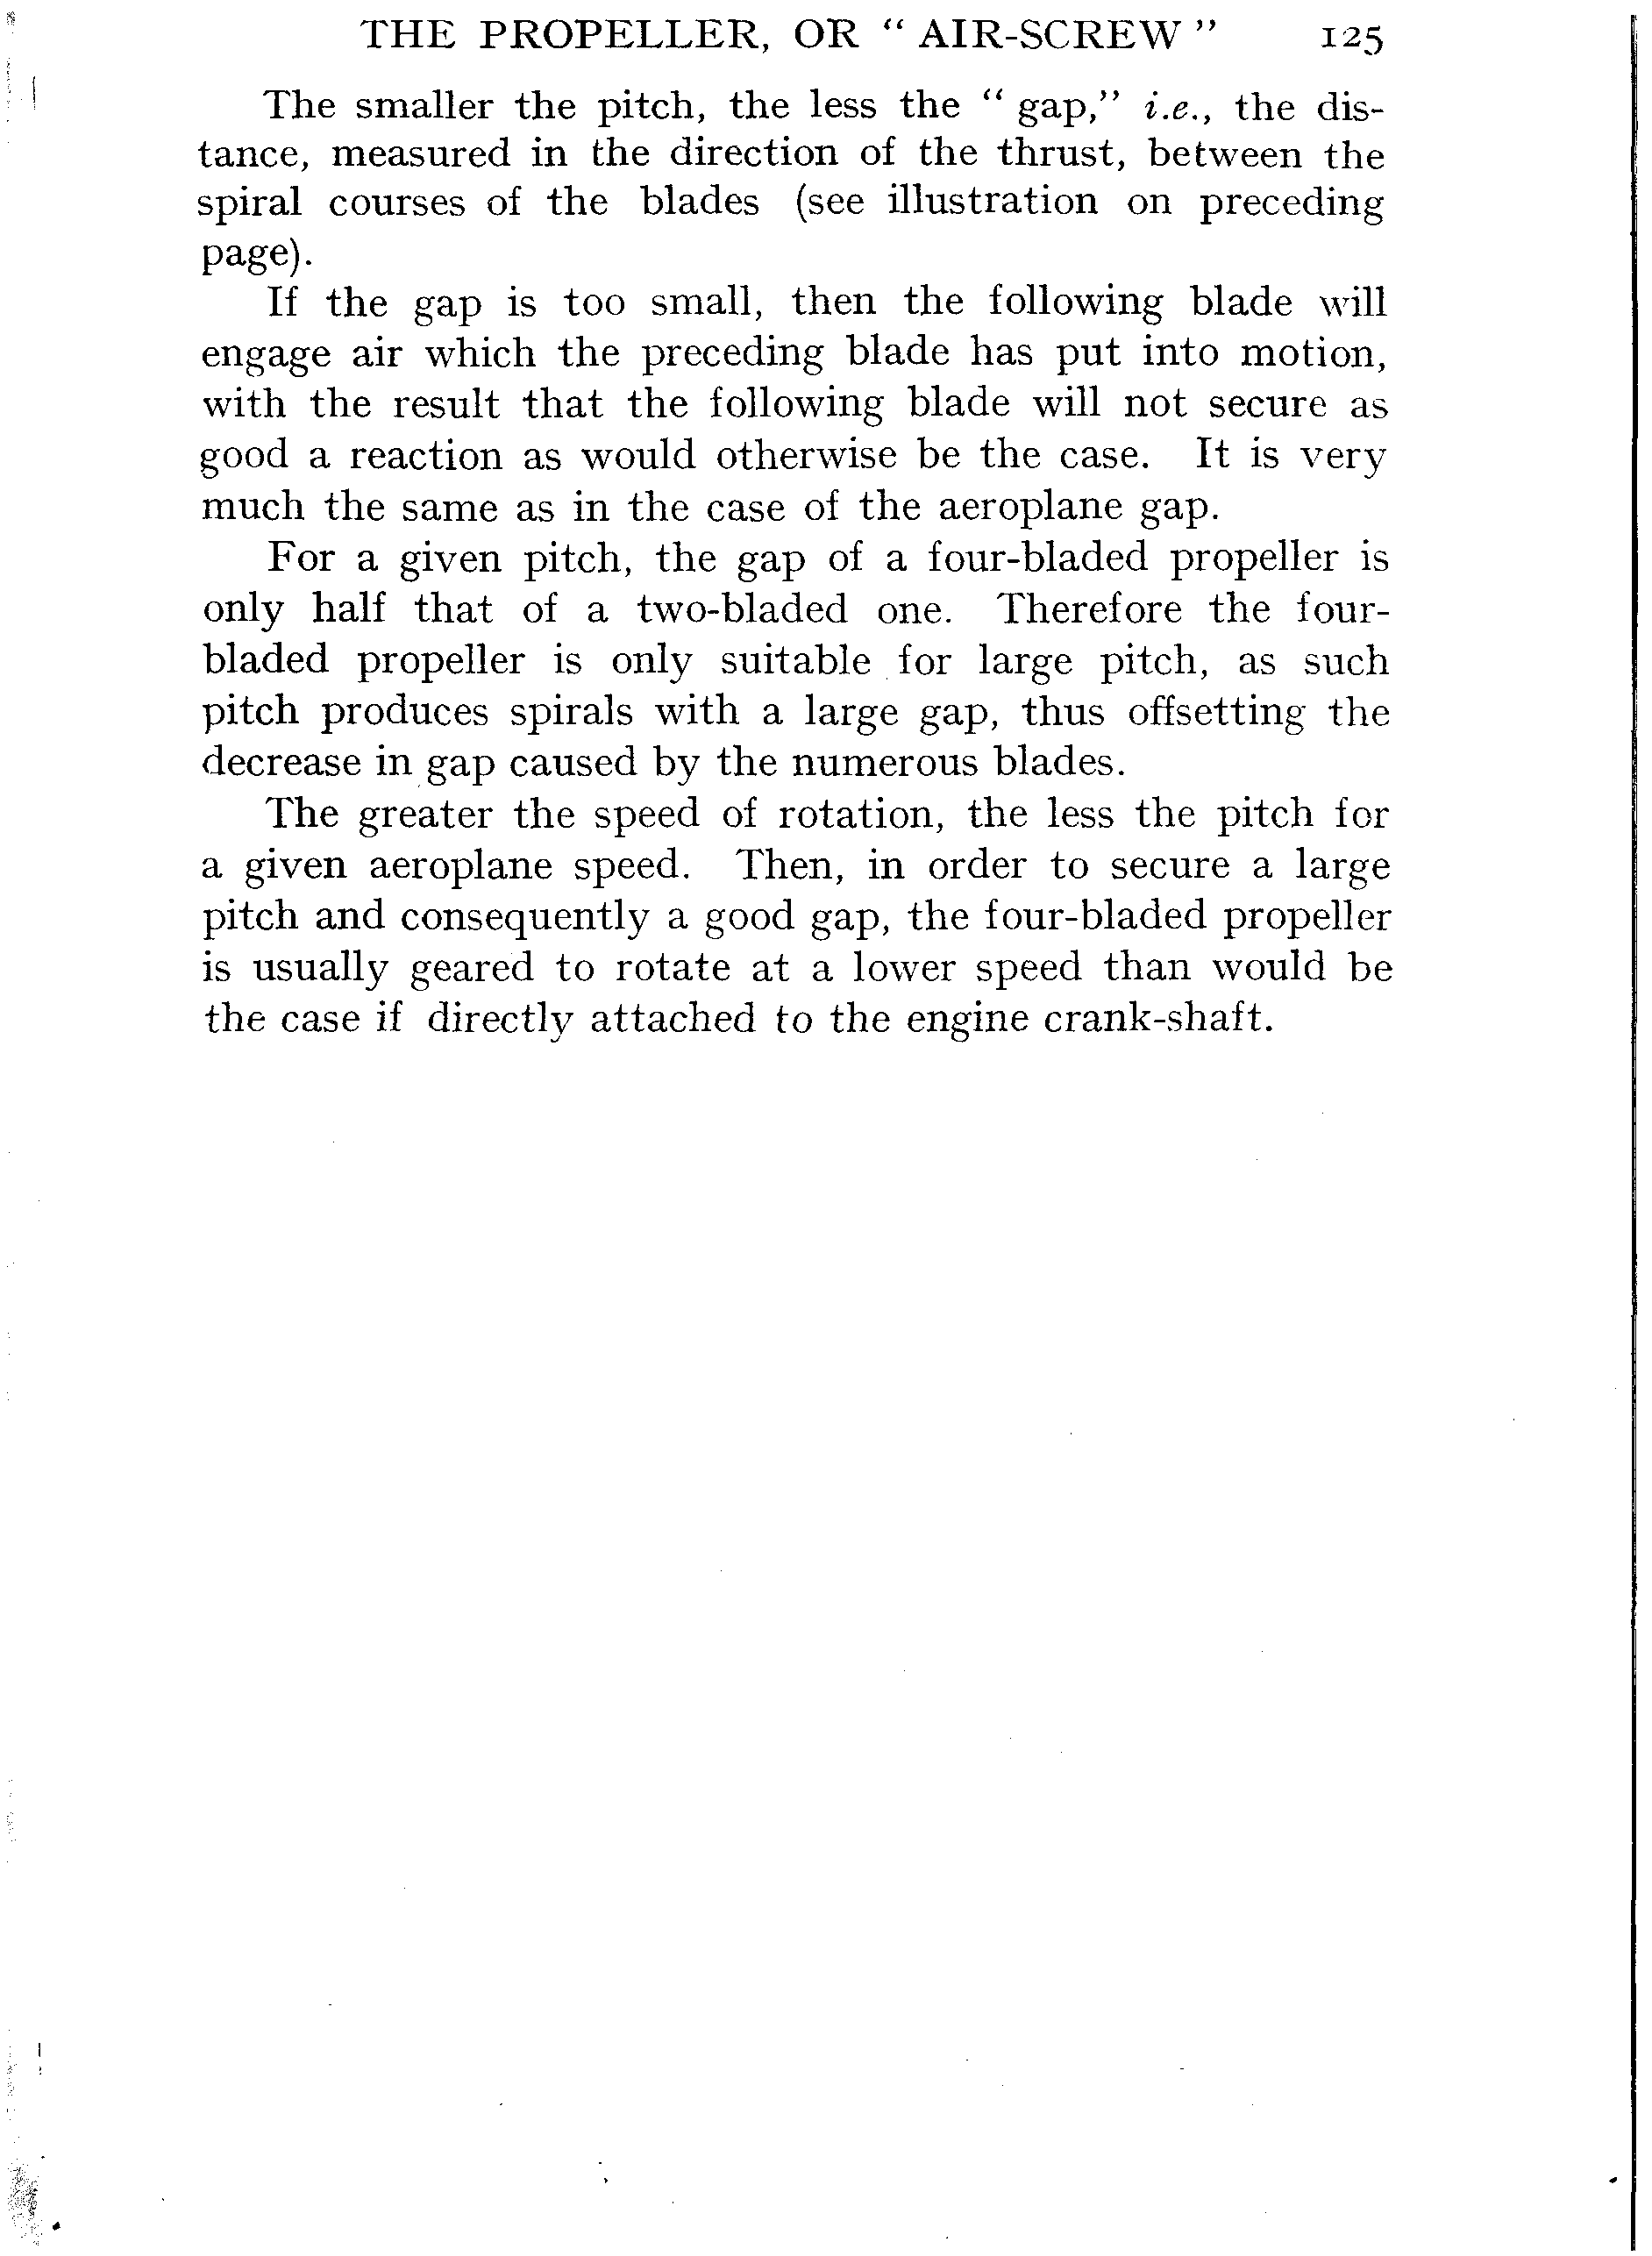 THE PROPELLER, OR “ AIR-SCREW ” 125
The smaller the pitch, the less the “ gap,” i.e., the dis-
tance, measured in the direction of the thrust, between the
spiral courses of the blades (see illustration on preceding
page).
If the gap is too small, then the following blade will
engage air which the preceding blade has put into motion,
with the result that the following blade will not secure as
good a reaction as would otherwise be the case. It is very
much the same as in the case of the aeroplane gap.
For a given pitch, the gap of a four-bladed propeller is
only half that of a two-bladed one. Therefore the four-
bladed propeller is only suitable for large pitch, as such
pitch produces spirals with a large gap, thus offsetting the
decrease in gap caused by the numerous blades.
The greater the speed of rotation, the less the pitch for
a given aeroplane speed. Then, in order to secure a large
pitch and consequently a good gap, the four-bladed propeller
is usually geared to rotate at a lower speed than would be
the case if directly attached to the engine crank-shaft.